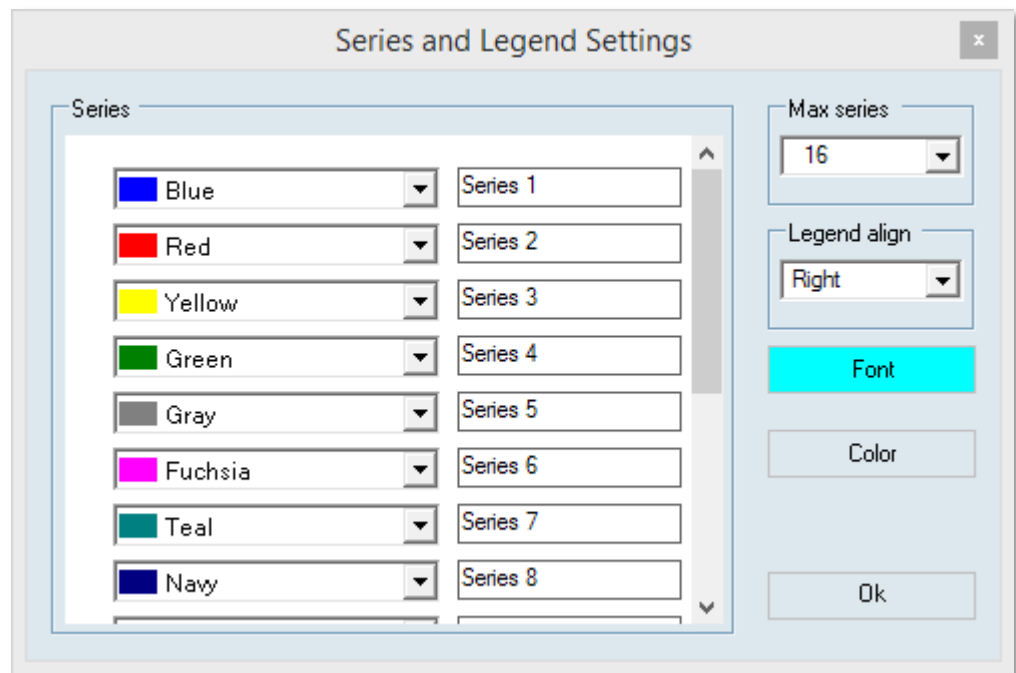 Series and Legend Settings
x
Series
Blue Series 1
Red Series 2
Yellow Series 3
Green Series 4
Gray Series 5
Fuchsia Series 6
Teal Series 7
Navy Series 8
Max series
16
Legend align
Right
Font
Color
Ok